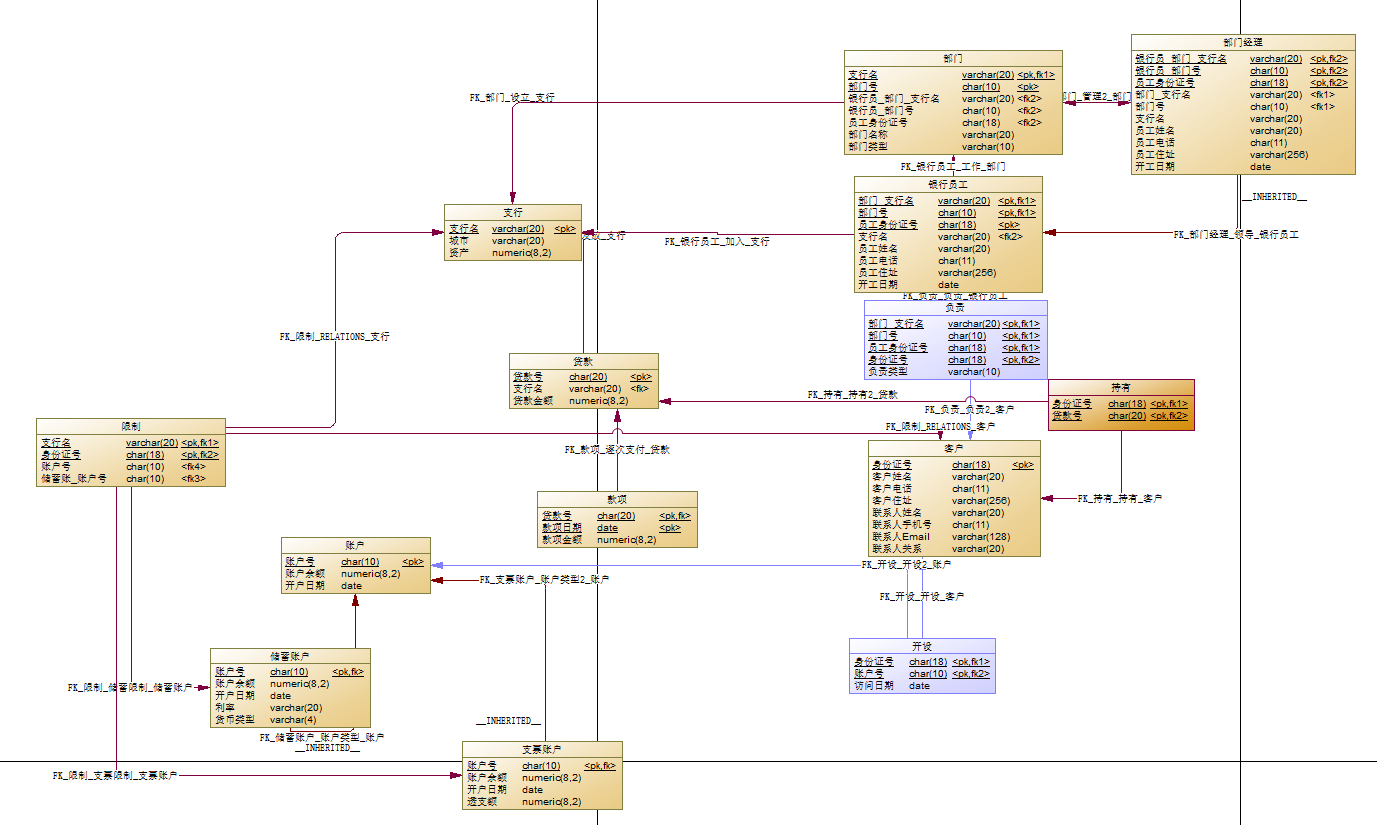 部门经理
银行员_部门_支行名 varchar(20) <pk,fk2>
银行员_部门号 char(10) <pk,fk2>
员工身份证号 char(18) <pk,fk2>
部门_支行名 varchar(20) <fk1>
部门号 char(10) <fk1>
支行名 varchar(20)
员工姓名 varchar(20)
员工电话 char(11)
员工住址 varchar(256)
开工日期 date
部门
支行名 varchar(20) <pk,fk1>
部门号 char(10) <pk>
银行员_部门_支行名 varchar(20) <fk2>
银行员_部门号 char(10) <fk2>
员工身份证号 char(18) <fk2>
部门名称 varchar(20)
部门类型 varchar(10)
部门_管理2_部门
FK_部门_设立_支行
FK_银行员工_工作_部门
银行员工
部门_支行名 varchar(20) <pk,fk1>
部门号 char(10) <pk,fk1>
员工身份证号 char(18) <pk>
支行名 varchar(20) <fk2>
员工姓名 varchar(20)
员工电话 char(11)
员工住址 varchar(256)
开工日期 date
__INHERITED__
FK_部门经理_领导_银行员工
支行
支行名 varchar(20) <pk>
城市 varchar(20)
资产 numeric(8,2)
_支行
FK_银行员工_加入_支行
FK_负责_负责_银行员工
负责
部门_支行名 varchar(20) <pk,fk1>
部门号 char(10) <pk,fk1>
员工身份证号 char(18) <pk,fk1>
身份证号 char(18) <pk,fk2>
负责类型 varchar(10)
FK_限制_RELATIONS_支行
贷款
贷款号 char(20) <pk>
支行名 varchar(20) <fk>
贷款金额 numeric(8,2)
FK_持有_持有2_贷款
持有
身份证号 char(18) <pk,fk1>
贷款号 char(20) <pk,fk2>
FK_负责_负责2_客户
FK_限制_RELATIONS_客户
限制
支行名 varchar(20) <pk,fk1>
身份证号 char(18) <pk,fk2>
账户号 char(10) <fk4>
储蓄账_账户号 char(10) <fk3>
FK_款项_逐次支付_贷款
客户
身份证号 char(18) <pk>
客户姓名 varchar(20)
客户电话 char(11)
客户住址 varchar(256)
联系人姓名 varchar(20)
联系人手机号 char(11)
联系人Email varchar(128)
联系人关系 varchar(20)
FK_持有_持有_客户
款项
贷款号 char(20) <pk,fk>
款项日期 date <pk>
款项金额 numeric(8,2)
账户
账户号 char(10) <pk>
账户余额 numeric(8,2)
开户日期 date
FK_开设_开设2_账户
FK_支票账户_账户类型2_账户
FK_开设_开设_客户
开设
身份证号 char(18) <pk,fk1>
账户号 char(10) <pk,fk2>
访问日期 date
储蓄账户
账户号 char(10) <pk,fk>
账户余额 numeric(8,2)
开户日期 date
利率 varchar(20)
货币类型 varchar(4)
FK_限制_储蓄限制_储蓄账户
FK_储蓄账户_账户类型_账户
__INHERITED__
__INHERITED__
支票账户
账户号 char(10) <pk,fk>
账户余额 numeric(8,2)
开户日期 date
透支额 numeric(8,2)
FK_限制_支票限制_支票账户